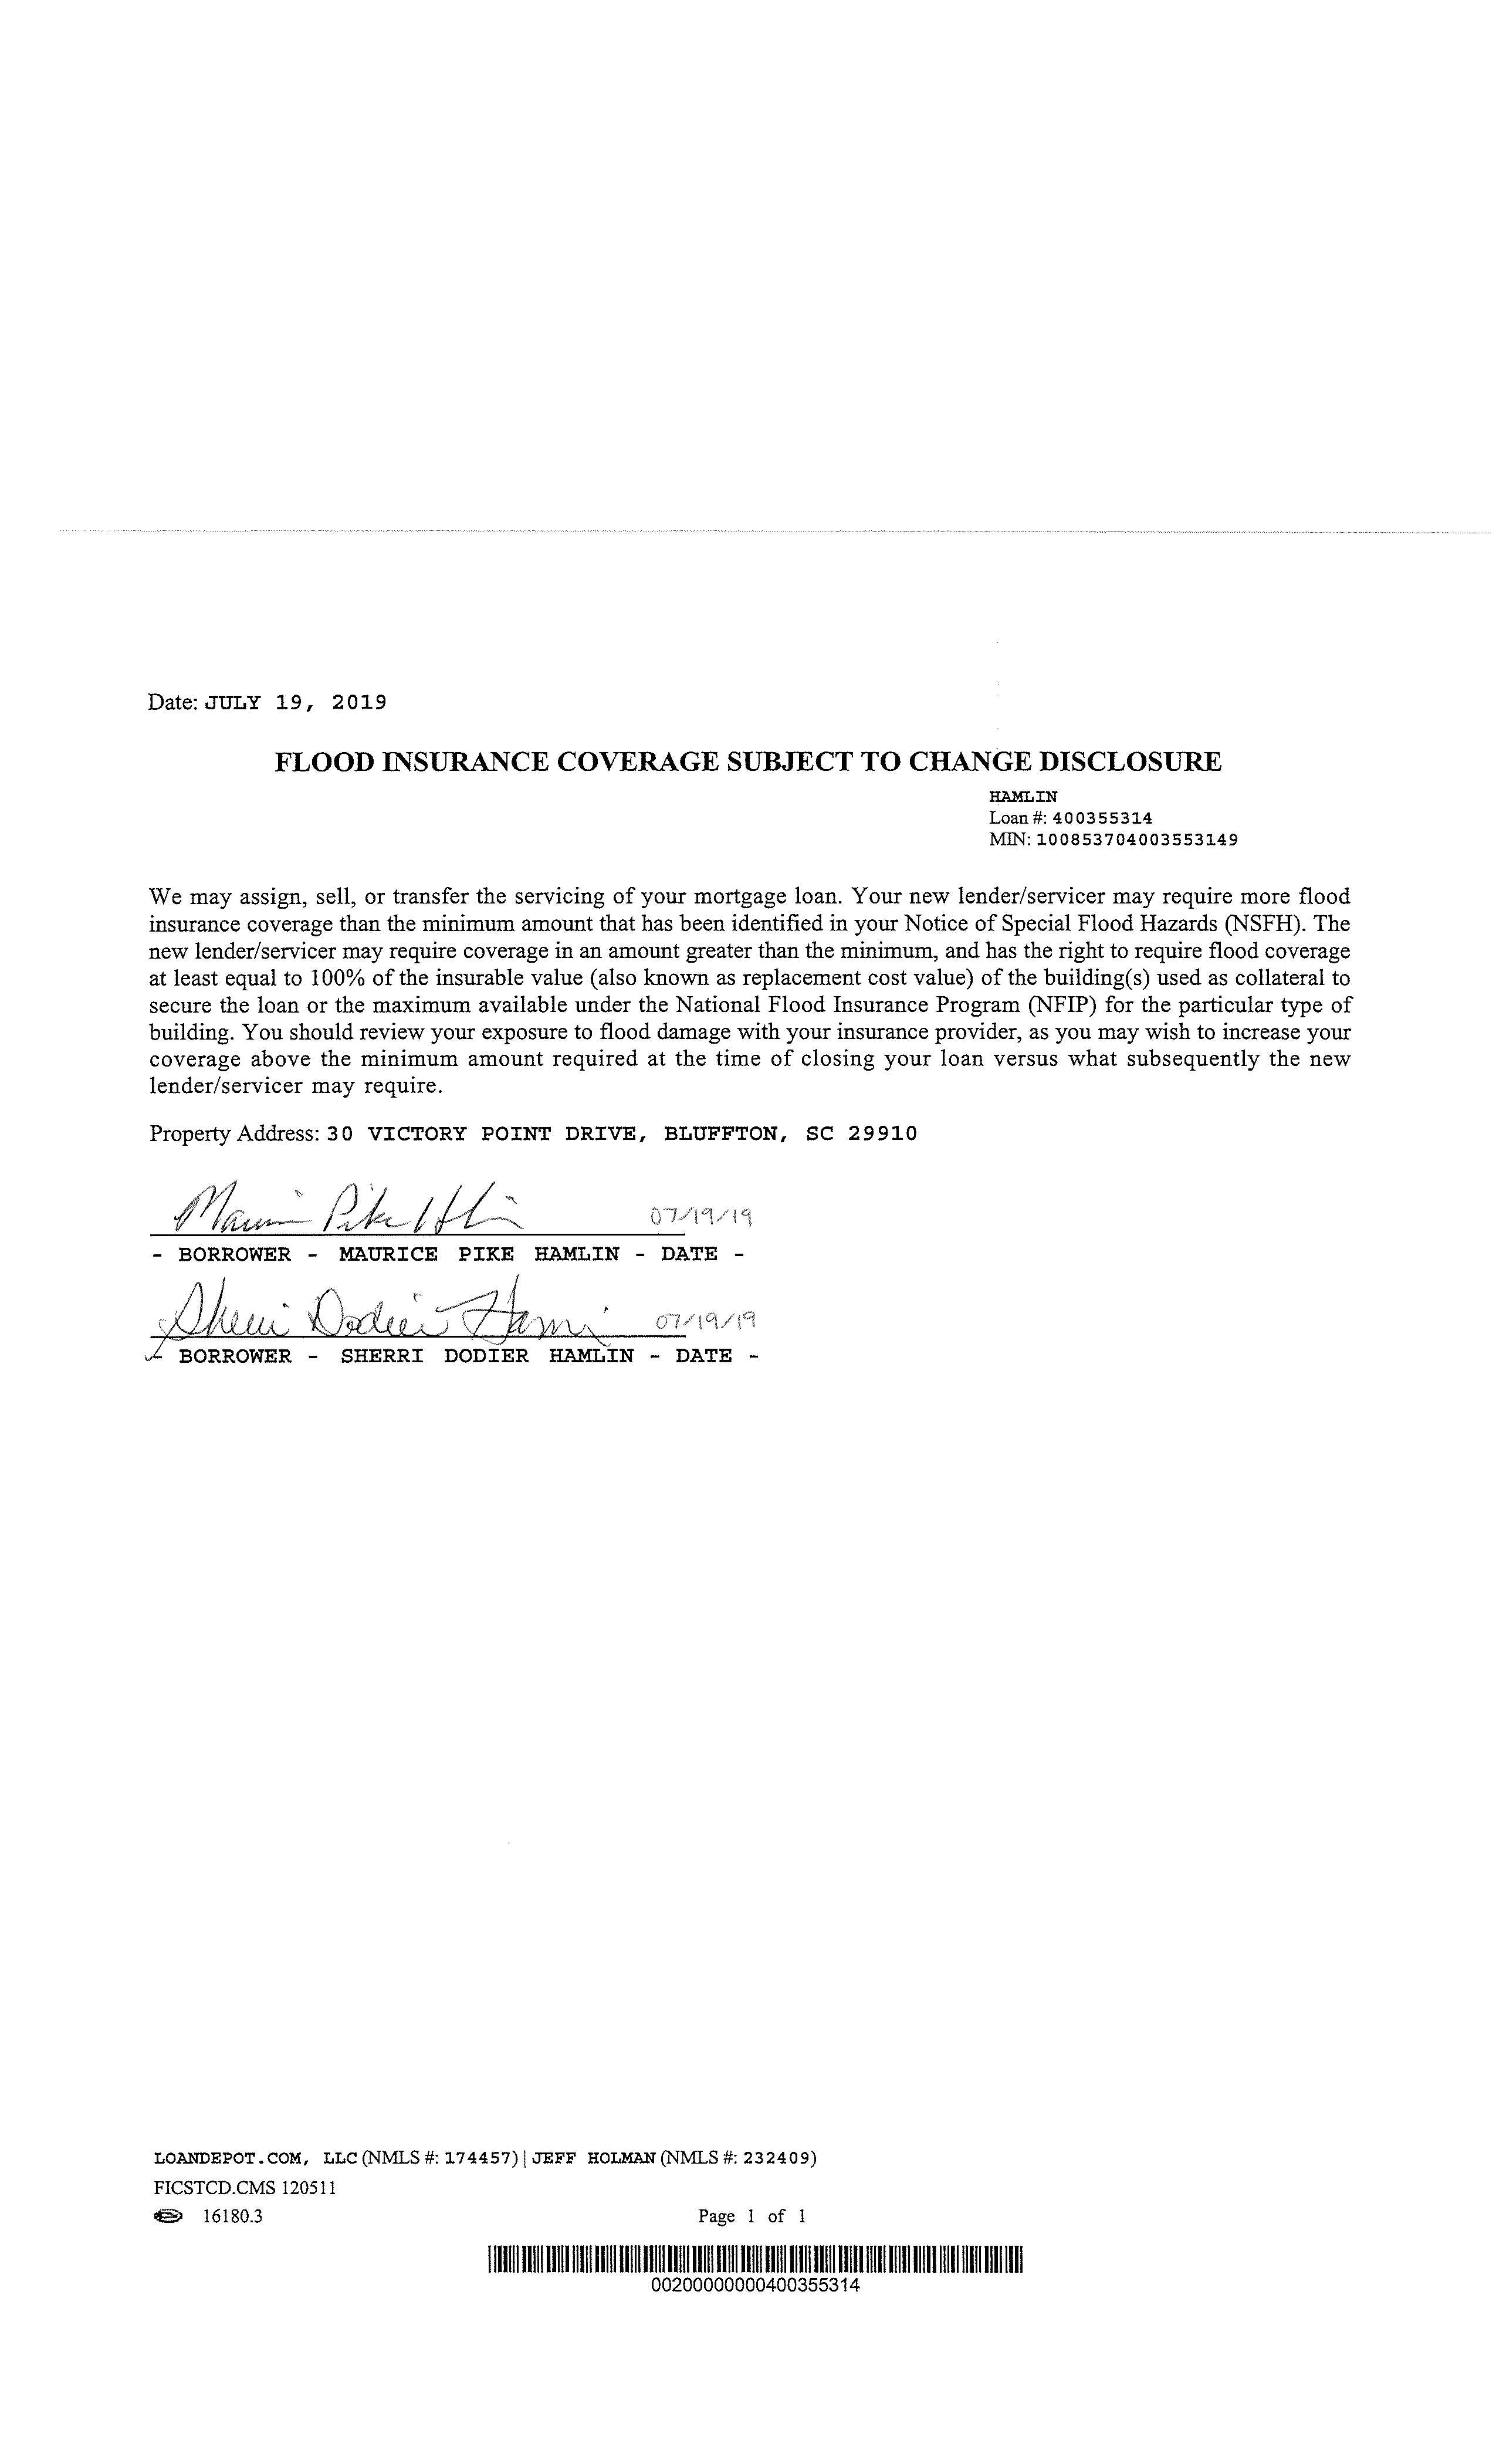 Date: JULY 19, 2019
FLOOD INSURANCE COVERAGE SUBJECT TO CHANGE DISCLOSURE
HAMLIN
Loan #: 400355314
MIN: 100853704003553149
We may assign, sell, or transfer the servicing of your mortgage loan. Your new lender/servicer may require more flood
insurance coverage than the minimum amount that has been identified in your Notice of Special Flood Hazards (NSFH). The
new lender/servicer may require coverage in an amount greater than the minimum, and has the right to require flood coverage
at least equal to 100% of the insurable value (also known as replacement cost value) of the building(s) used as collateral to
secure the loan or the maximum available under the National Flood Insurance Program (NFIP) for the particular type of
building. You should review your exposure to flood damage with your insurance provider, as you may wish to increase your
coverage above the minimum amount required at the time of closing your loan versus what subsequently the new
lender/servicer may require.
Property Address: 30 VICTORY POINT DRIVE, BLUFFTON, SC 29910
07/19/19
- BORROWER - MAURICE PIKE HAMLIN - DATE -
Sherri Dodier 07/19/19
BORROWER - SHERRI DODIER HAMLIN - DATE -
LOANDEPOT.COM, LLC (NMLS #: 174457) | JEFF HOLMAN (NMLS #: 232409)
FICSTCD.CMS 120511
16180.3 Page 1 of 1
00200000000400355314